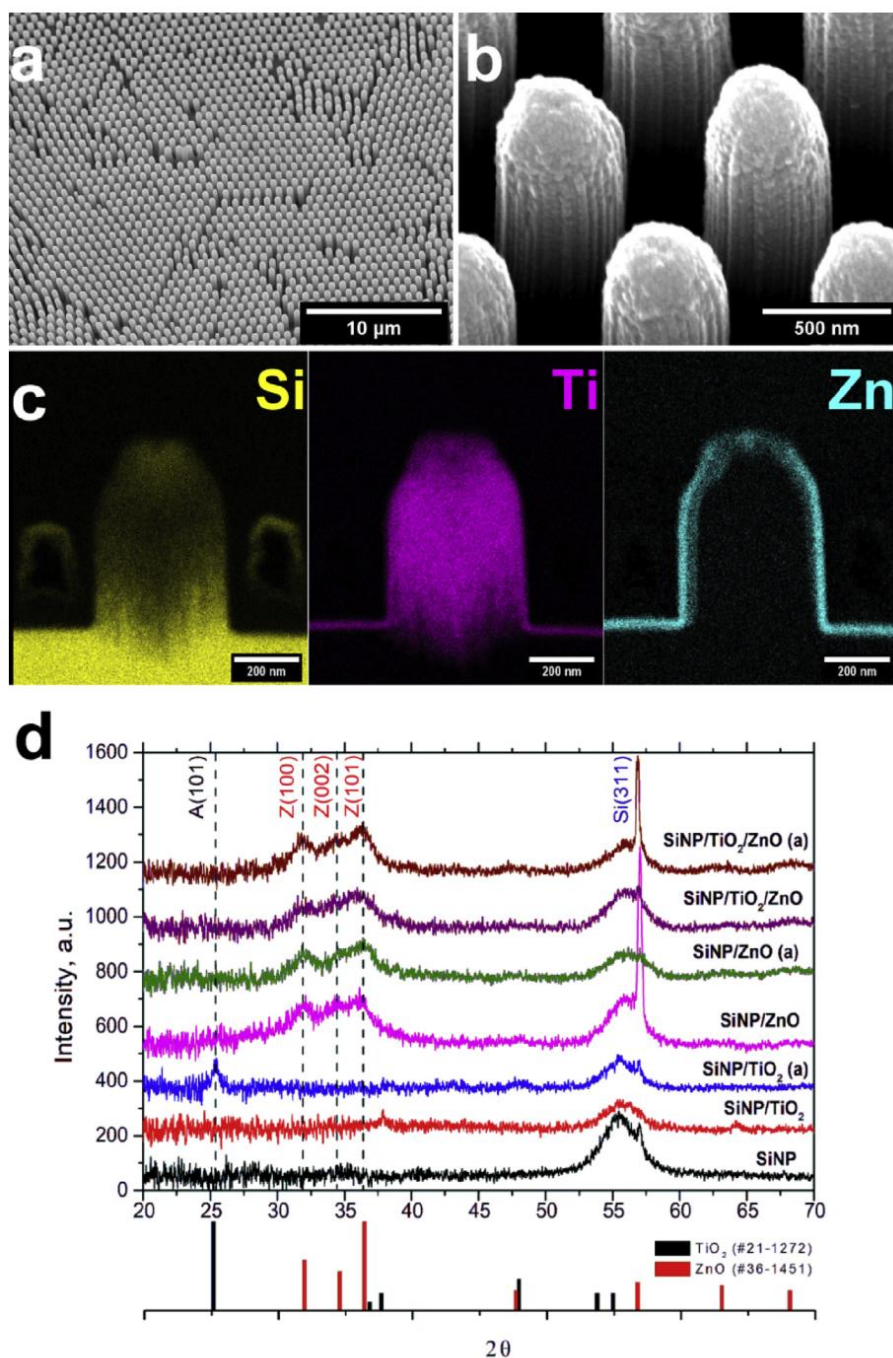 a
10 µm
b
500 nm
c
Si
200 nm
Ti
200 nm
Zn
200 nm
d
Intensity, a.u.
1600
1400
1200
1000
800
600
400
200
0
A(101)
Z(100)
Z(002)
Z(101)
Si(311)
SiNP/TiO₂/ZnO (a)
SiNP/TiO₂/ZnO
SiNP/ZnO (a)
SiNP/ZnO
SiNP/TiO₂ (a)
SiNP/TiO₂
SiNP
20 25 30 35 40 45 50 55 60 65 70
TiO₂ (#21-1272)
ZnO (#36-1451)
2θ